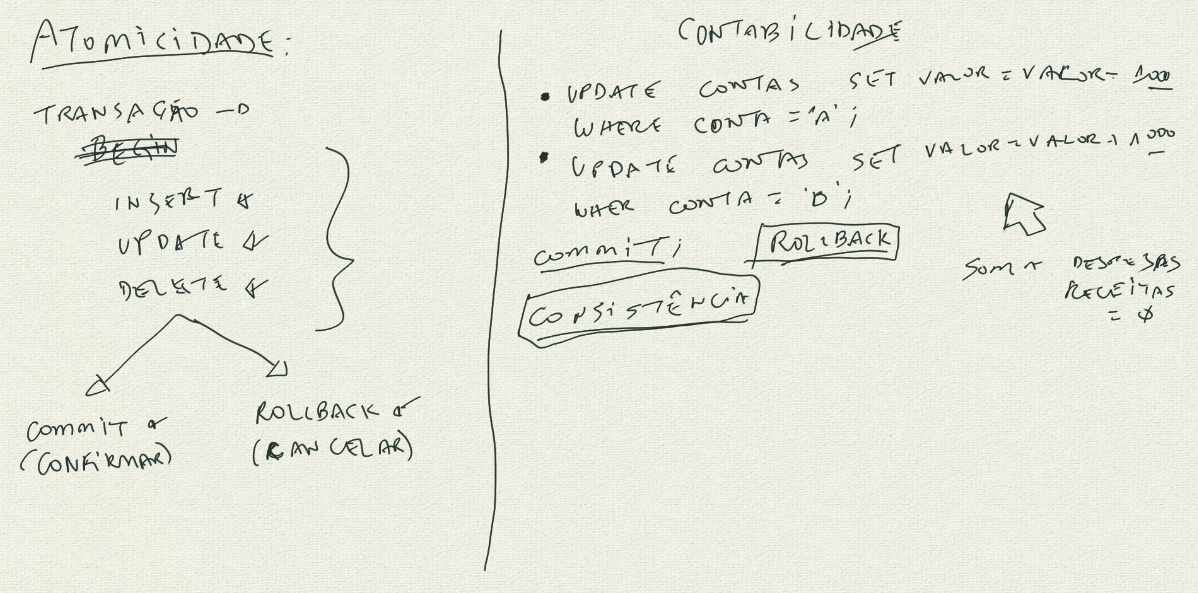 ATOMICIDADE:
TRANSAÇÃO →
BEGIN
INSERT
UPDATE
DELETE
COMMIT
(CONFIRMAR)
ROLLBACK
(CANCELAR)
CONTABILIDADE
• UPDATE CONTAS SET VALOR = VALOR - 1000
WHERE CONTA = 'A';
• UPDATE CONTAS SET VALOR = VALOR + 1000
WHER CONTA = 'B';
COMMIT; ROLLBACK
CONSISTÊNCIA
SOMA DESPESAS
RECEITAS
= 0